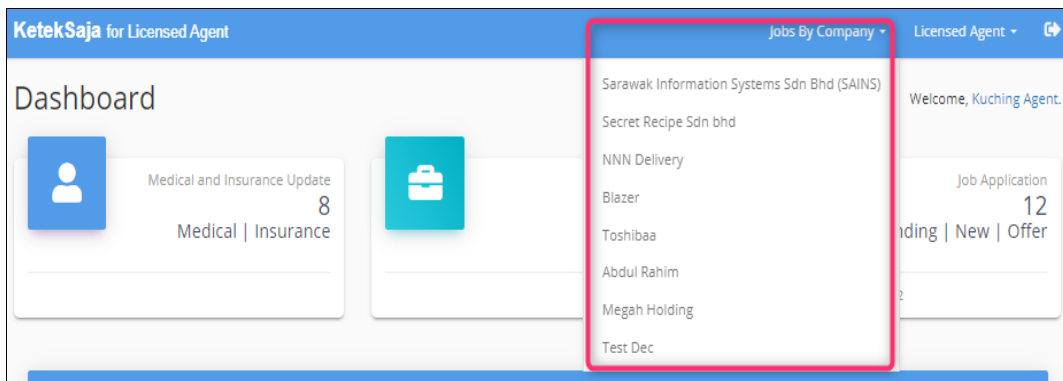 KetekSaja for Licensed Agent
Jobs By Company
Licensed Agent
Dashboard
Welcome, Kuching Agent.
Sarawak Information Systems Sdn Bhd (SAINS)
Secret Recipe Sdn bhd
NNN Delivery
Blazer
Toshibaa
Abdul Rahim
Megah Holding
Test Dec
Medical and Insurance Update
8
Medical | Insurance
Job Application
12
| New | Offer